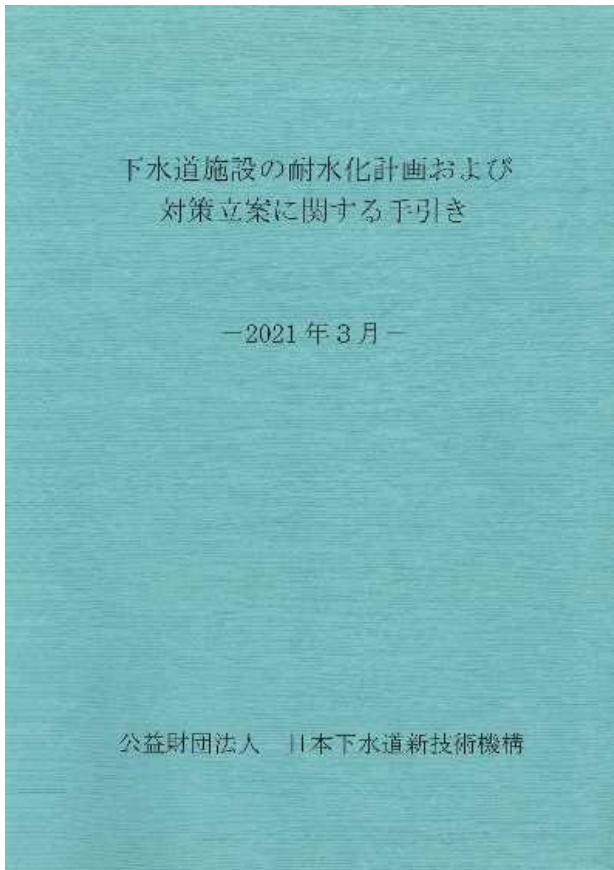 下水道施設の耐水化計画および
対策立案に関する手引き
－2021年3月－
公益財団法人　日本下水道新技術機構